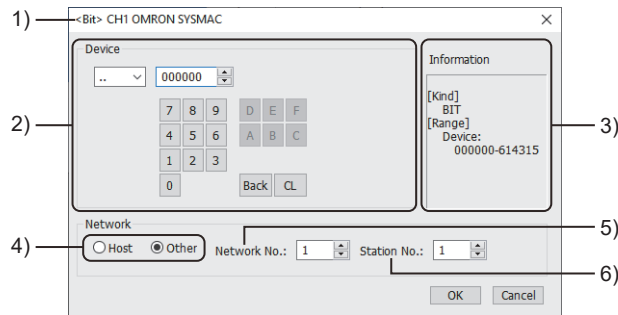 1)
<Bit> CH1 OMRON SYSMAC
Device
.. 000000
7 8 9 D E F
4 5 6 A B C
1 2 3
0 Back CL
2)
Information
[Kind]
BIT
[Range]
Device:
000000-614315
3)
Network
4)
Host Other Network No.: 1 Station No.: 1
5)
6)
OK Cancel